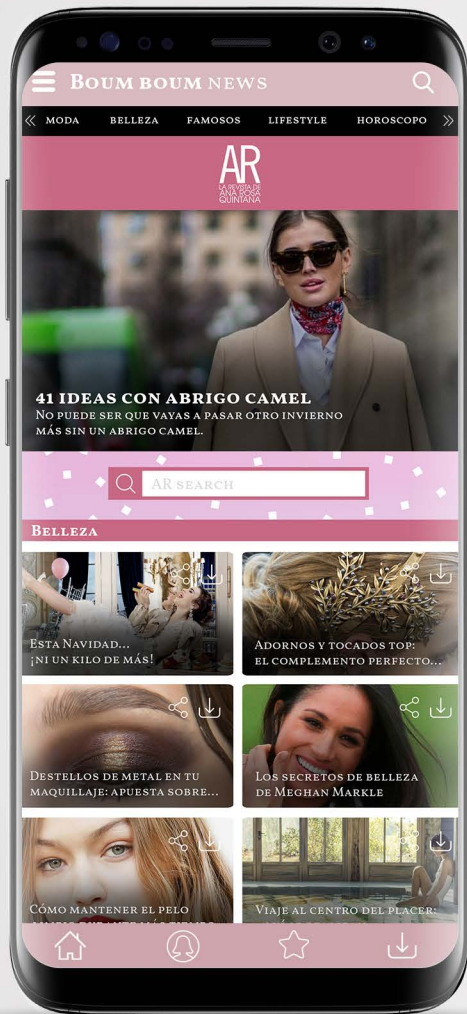 BOUM BOUM NEWS
MODA BELLEZA FAMOSOS LIFESTYLE HOROSCOPO
AR
LA REVISTA DE
ANA ROSA
QUINTANA
41 IDEAS CON ABRIGO CAMEL
NO PUEDE SER QUE VAYAS A PASAR OTRO INVIERNO
MÁS SIN UN ABRIGO CAMEL.
AR SEARCH
BELLEZA
ESTA NAVIDAD...
¡NI UN KILO DE MÁS!
ADORNOS Y TOCADOS TOP:
EL COMPLEMENTO PERFECTO...
DESTELLOS DE METAL EN TU
MAQUILLAJE: APUESTA SOBRE...
LOS SECRETOS DE BELLEZA
DE MEGHAN MARKLE
CÓMO MANTENER EL PELO
VIAJE AL CENTRO DEL PLACER: